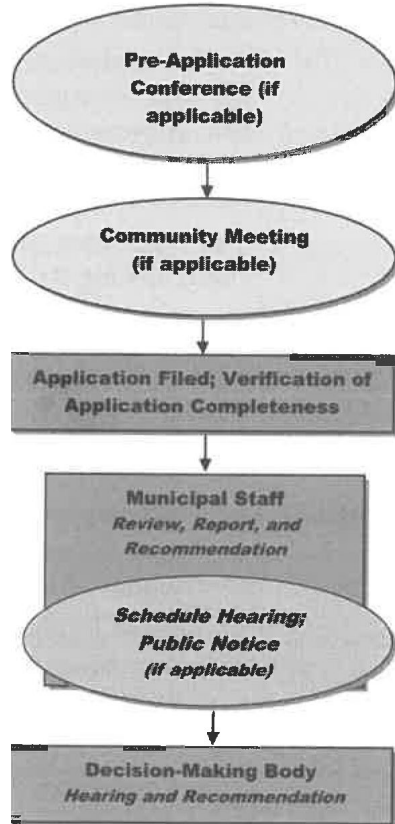 Pre-Application
Conference (if
applicable)
Community Meeting
(if applicable)
Application Filed; Verification of
Application Completeness
Municipal Staff
Review, Report, and
Recommendation
Schedule Hearing;
Public Notice
(if applicable)
Decision-Making Body
Hearing and Recommendation